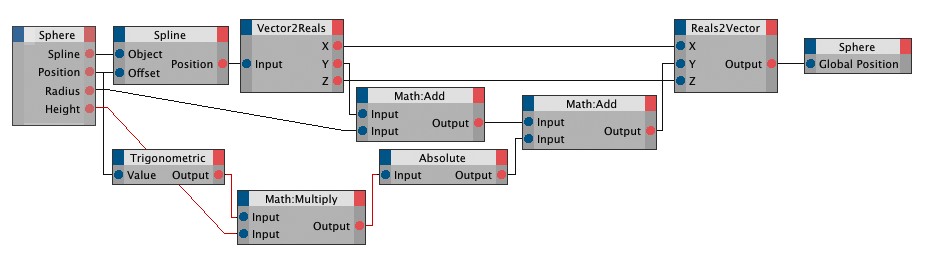 Sphere
Spline
Position
Radius
Height
Spline
Object
Offset
Position
Vector2Reals
Input
X
Y
Z
Reals2Vector
X
Y
Z
Output
Sphere
Global Position
Math:Add
Input
Input
Output
Math:Add
Input
Input
Output
Trigonometric
Value Output
Absolute
Input Output
Math:Multiply
Input
Input
Output